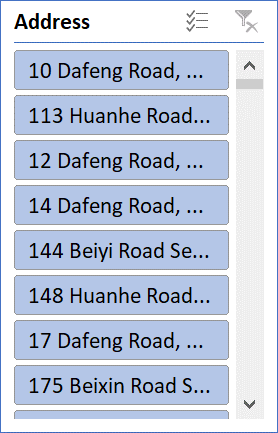 Address
10 Dafeng Road, ...
113 Huanhe Road...
12 Dafeng Road, ...
14 Dafeng Road, ...
144 Beiyi Road Se...
148 Huanhe Road...
17 Dafeng Road, ...
175 Beixin Road S...